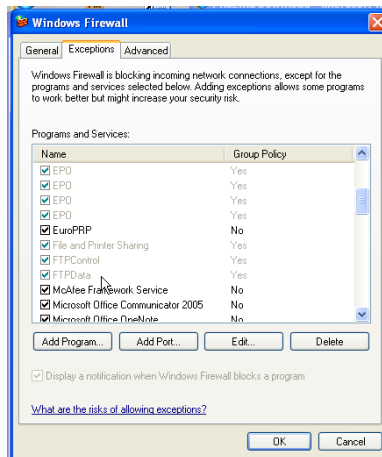 Windows Firewall
General Exceptions Advanced
Windows Firewall is blocking incoming network connections, except for the
programs and services selected below. Adding exceptions allows some programs
to work better but might increase your security risk.
Programs and Services:
Name Group Policy
EPO Yes
EPO Yes
EPO Yes
EPO Yes
EuroPRP No
File and Printer Sharing Yes
FTPControl Yes
FTPData Yes
McAfee Framework Service No
Microsoft Office Communicator 2005 No
Microsoft Office OneNote No
Add Program... Add Port... Edit... Delete
Display a notification when Windows Firewall blocks a program
What are the risks of allowing exceptions?
OK Cancel